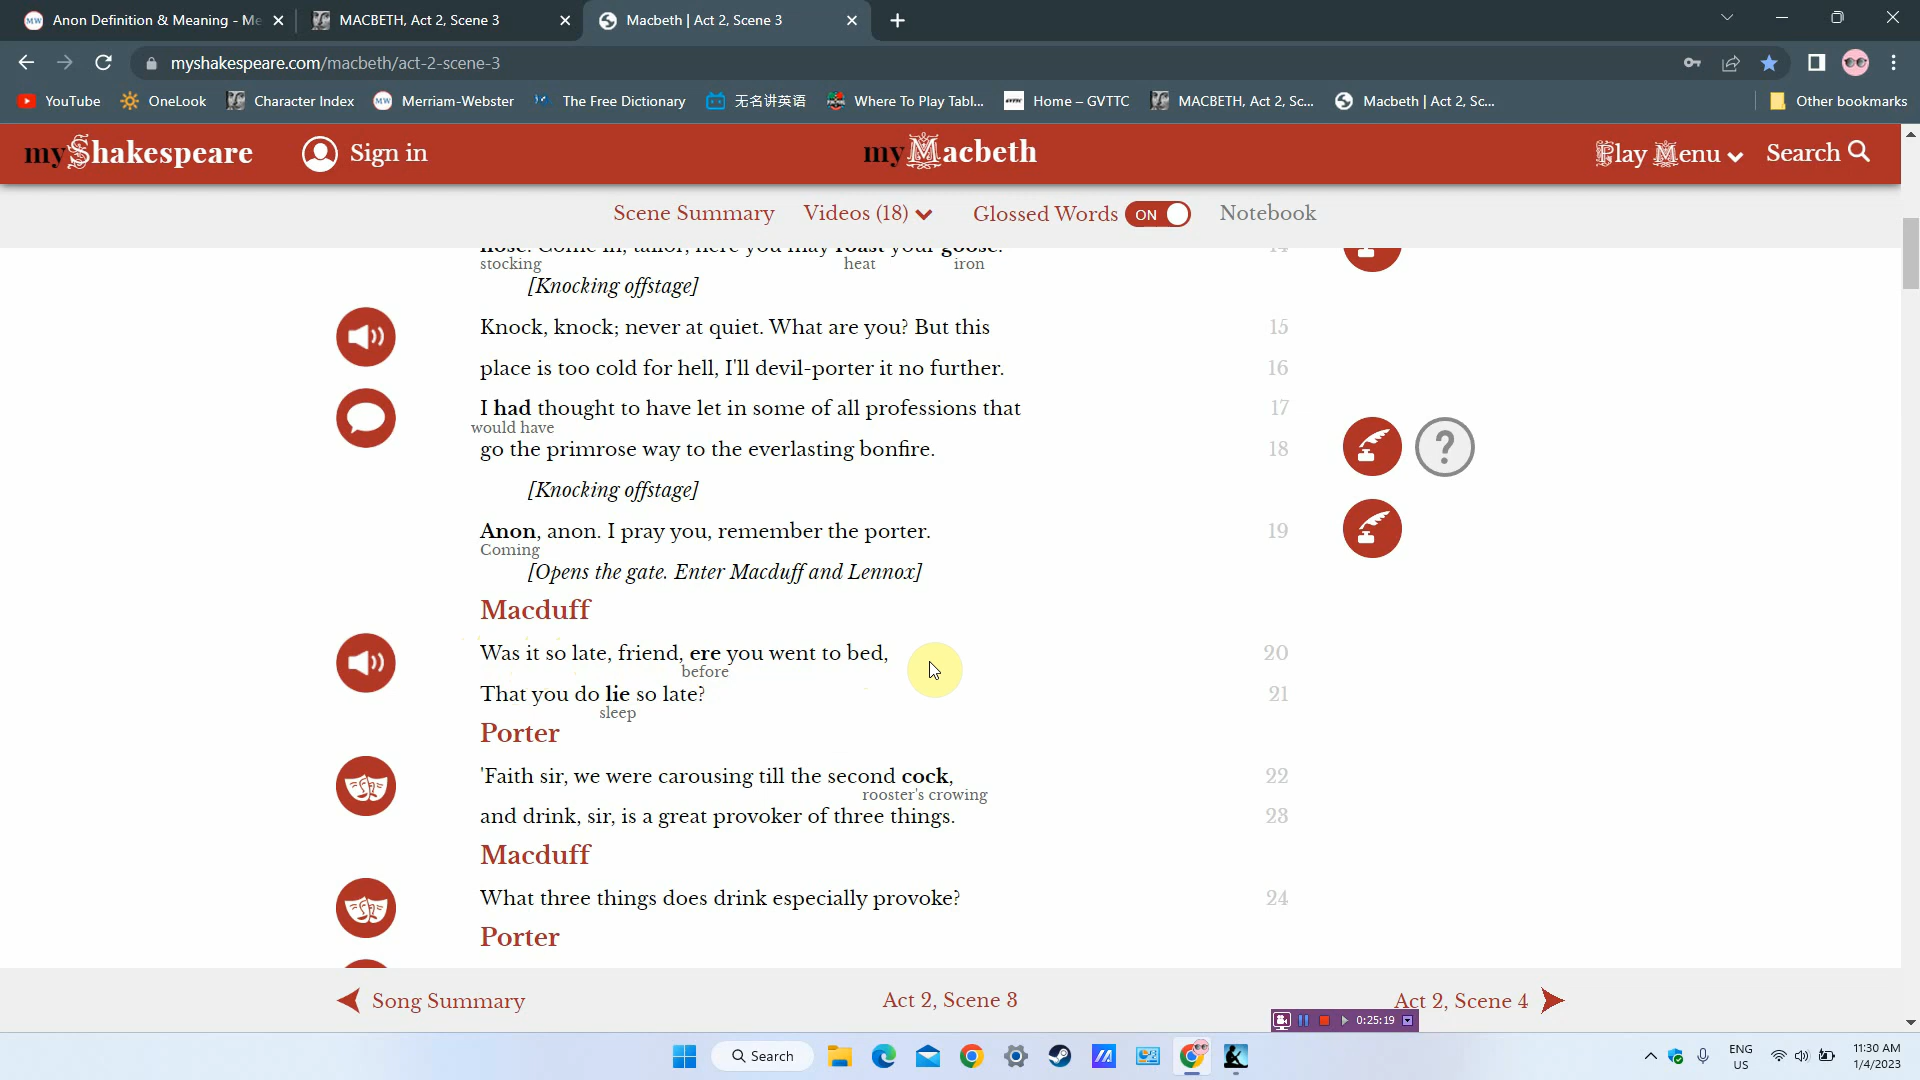 Anon Definition & Meaning - Me
MACBETH, Act 2, Scene 3
Macbeth | Act 2, Scene 3
myshakespeare.com/macbeth/act-2-scene-3
YouTube
OneLook
Character Index
Merriam-Webster
The Free Dictionary
无名讲英语
Where To Play Tabl...
Home – GVTTC
MACBETH, Act 2, Sc...
Macbeth | Act 2, Sc...
Other bookmarks
myShakespeare
Sign in
myMacbeth
Play Menu
Search
Scene Summary
Videos (18)
Glossed Words
ON
Notebook
hose. Come in, tailor, here you may roast your goose. 14
stocking heat iron
[Knocking offstage]
Knock, knock; never at quiet. What are you? But this 15
place is too cold for hell, I'll devil-porter it no further. 16
I had thought to have let in some of all professions that 17
would have
go the primrose way to the everlasting bonfire. 18
?
[Knocking offstage]
Anon, anon. I pray you, remember the porter. 19
Coming
[Opens the gate. Enter Macduff and Lennox]
Macduff
Was it so late, friend, ere you went to bed, 20
before
That you do lie so late? 21
sleep
Porter
'Faith sir, we were carousing till the second cock, 22
rooster's crowing
and drink, sir, is a great provoker of three things. 23
Macduff
What three things does drink especially provoke? 24
Porter
Song Summary
Act 2, Scene 3
Act 2, Scene 4
0:25:19
Search
ENG
US
11:30 AM
1/4/2023